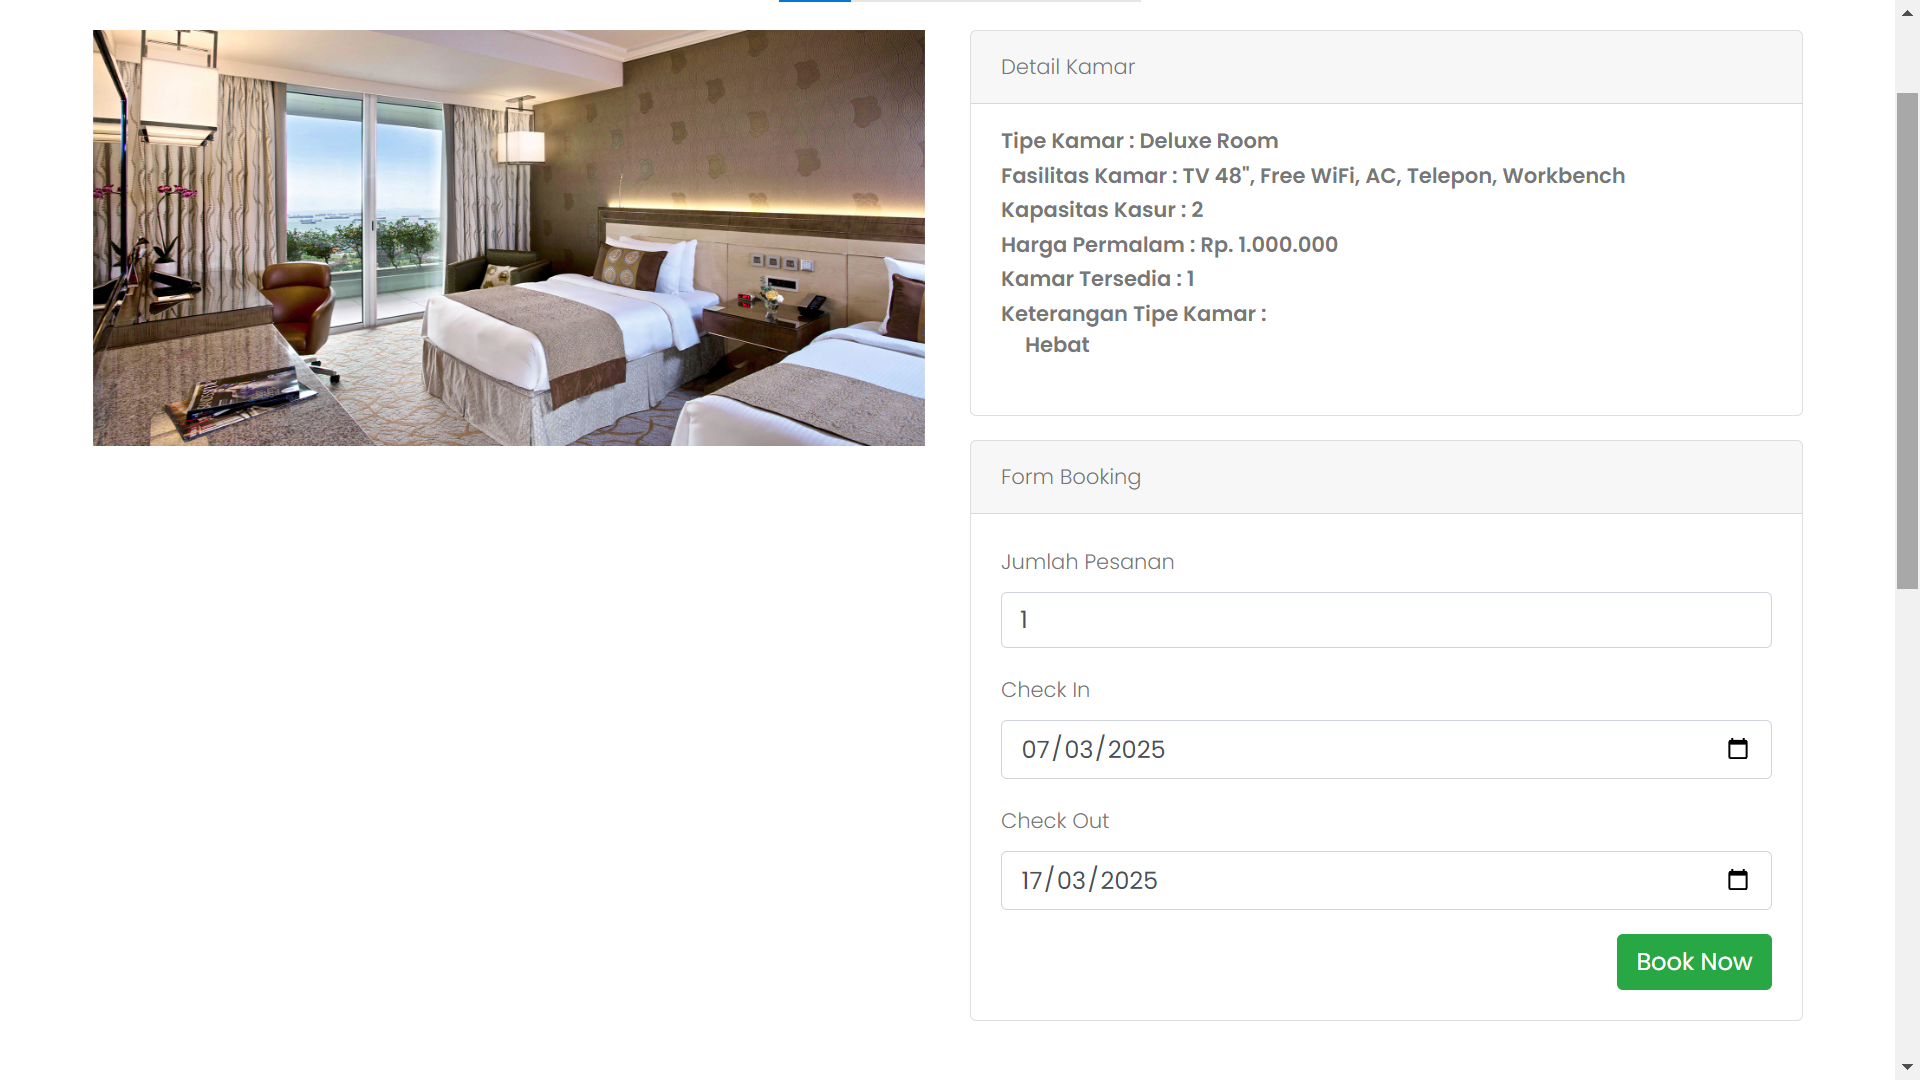 Detail Kamar
Tipe Kamar : Deluxe Room
Fasilitas Kamar : TV 48", Free WiFi, AC, Telepon, Workbench
Kapasitas Kasur : 2
Harga Permalam : Rp. 1.000.000
Kamar Tersedia : 1
Keterangan Tipe Kamar :
Hebat
Form Booking
Jumlah Pesanan
1
Check In
07/03/2025
Check Out
17/03/2025
Book Now